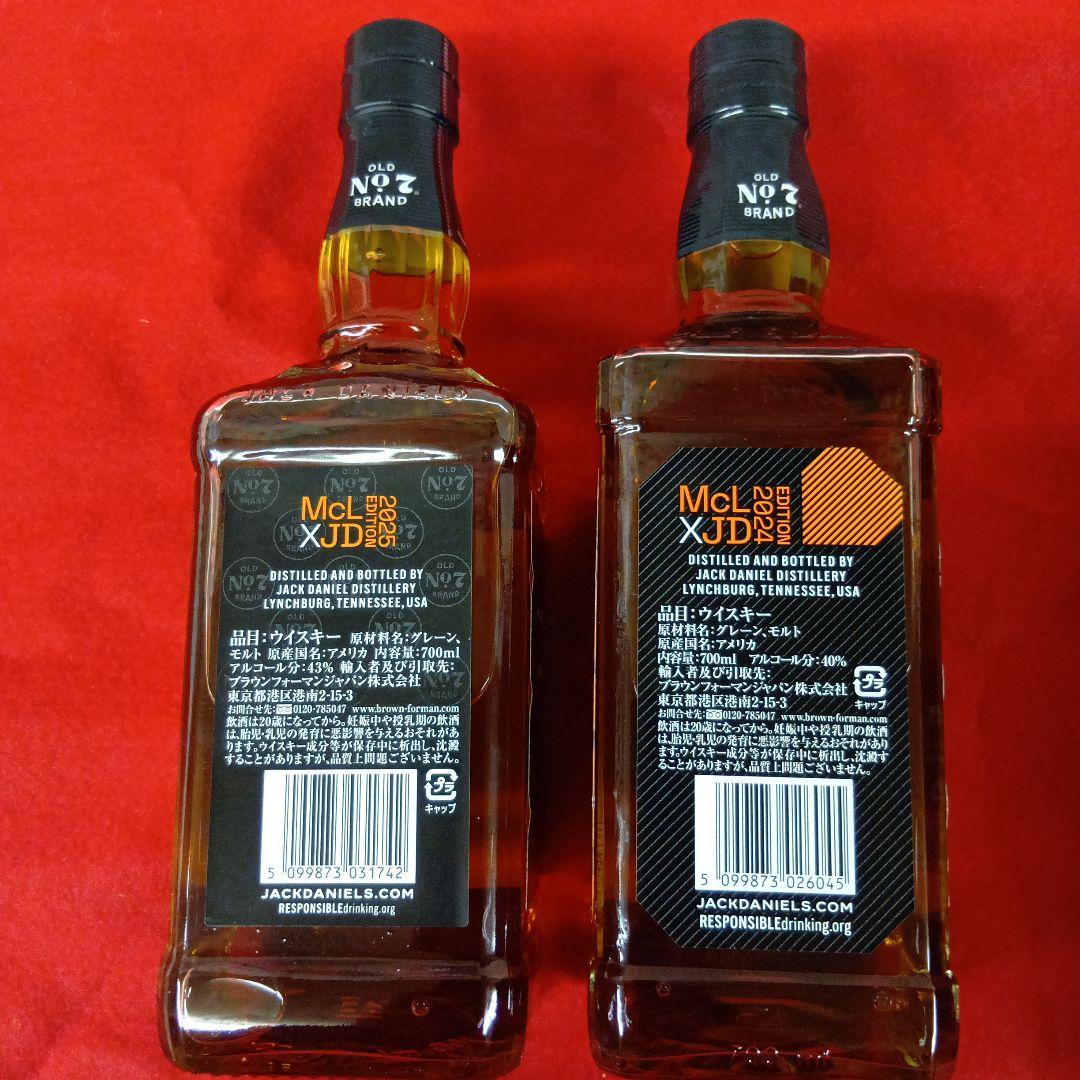 OLD
No7
BRAND
JACK DANIEL'S
OLD
No7
BRAND
McL
XJD
EDITION
2025
DISTILLED AND BOTTLED BY
JACK DANIEL DISTILLERY
LYNCHBURG, TENNESSEE, USA
品目:ウイスキー 原材料名:グレーン、
モルト 原産国名:アメリカ 内容量:700ml
アルコール分:43% 輸入者及び引取先:
ブラウンフォーマンジャパン株式会社
東京都港区港南2-15-3
お問合せ先:0120-785047 www.brown-forman.com
飲酒は20歳になってから。妊娠中や授乳期の飲酒
は、胎児・乳児の発育に悪影響を与えるおそれがあ
ります。ウイスキー成分等が保存中に析出し、沈澱
することがありますが、品質上問題ございません。
プラ
キャップ
5 099873 031742
JACKDANIELS.COM
RESPONSIBLEdrinking.org
OLD
No7
BRAND
McL
XJD
EDITION
2024
DISTILLED AND BOTTLED BY
JACK DANIEL DISTILLERY
LYNCHBURG, TENNESSEE, USA
品目:ウイスキー
原材料名:グレーン、モルト
原産国名:アメリカ
内容量:700ml アルコール分:40%
輸入者及び引取先:
ブラウンフォーマンジャパン株式会社
東京都港区港南2-15-3
お問合せ先:0120-785047 www.brown-forman.com
飲酒は20歳になってから。妊娠中や授乳期の飲酒
は、胎児・乳児の発育に悪影響を与えるおそれがあり
ます。ウイスキー成分等が保存中に析出し、沈澱す
ることがありますが、品質上問題ございません。
プラ
キャップ
5 099873 026045
JACKDANIELS.COM
RESPONSIBLEdrinking.org